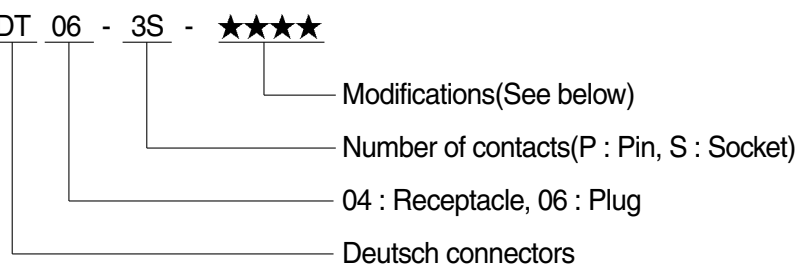 DT 06 - 3S - ★★★★
Modifications(See below)
Number of contacts(P : Pin, S : Socket)
04 : Receptacle, 06 : Plug
Deutsch connectors